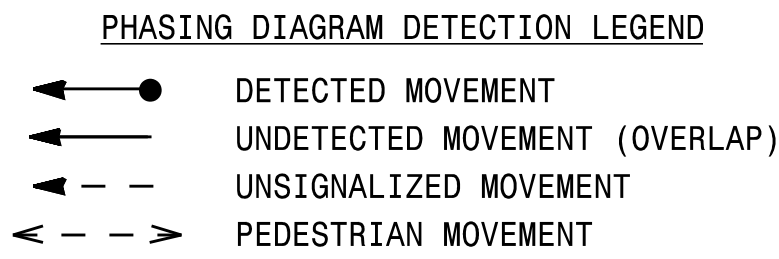 PHASING DIAGRAM DETECTION LEGEND
DETECTED MOVEMENT
UNDETECTED MOVEMENT (OVERLAP)
UNSIGNALIZED MOVEMENT
PEDESTRIAN MOVEMENT